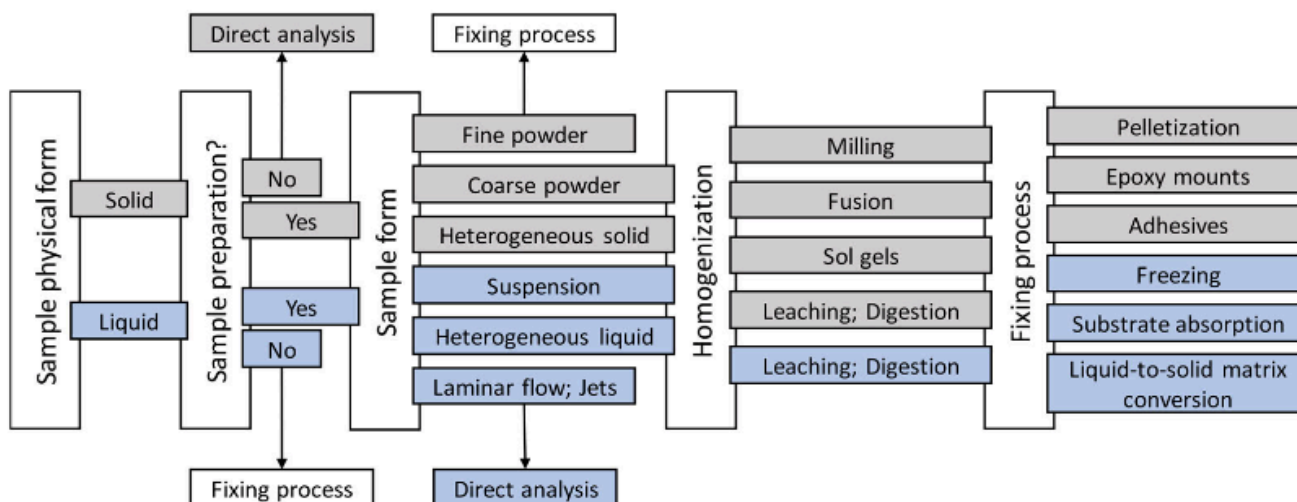 Direct analysis
Fixing process
Sample physical form
Solid
Liquid
Sample preparation?
No
Yes
Yes
No
Sample form
Fine powder
Coarse powder
Heterogeneous solid
Suspension
Heterogeneous liquid
Laminar flow; Jets
Homogenization
Milling
Fusion
Sol gels
Leaching; Digestion
Leaching; Digestion
Fixing process
Pelletization
Epoxy mounts
Adhesives
Freezing
Substrate absorption
Liquid-to-solid matrix
conversion
Fixing process
Direct analysis